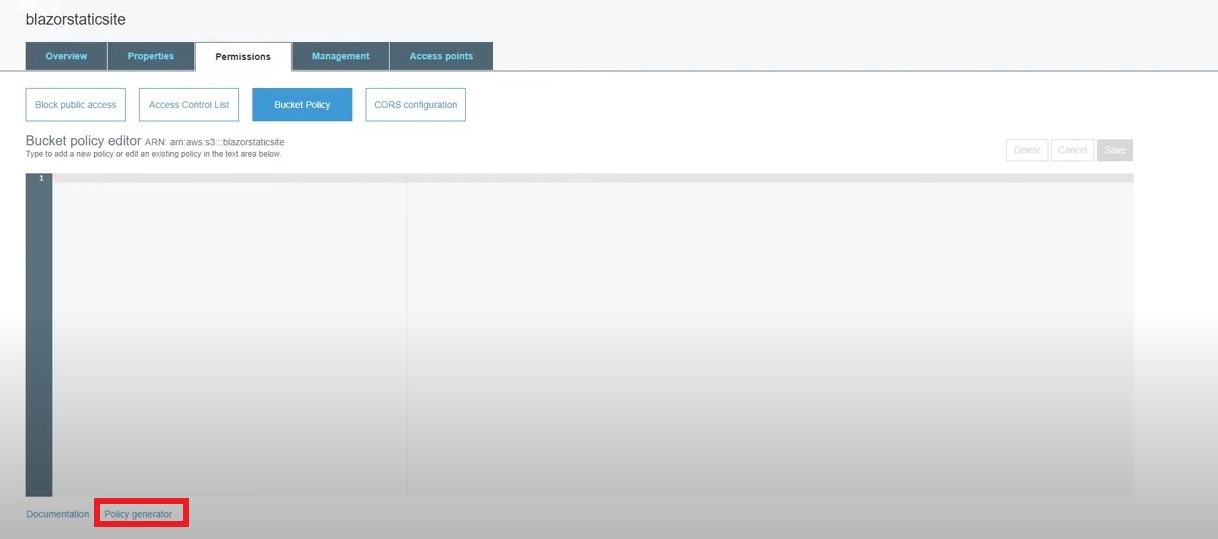 blazorstaticsite
Overview Properties Permissions Management Access points
Block public access Access Control List Bucket Policy CORS configuration
Bucket policy editor ARN: arn:aws:s3:::blazorstaticsite
Type to add a new policy or edit an existing policy in the text area below.
Delete Cancel Save
1
Documentation Policy generator